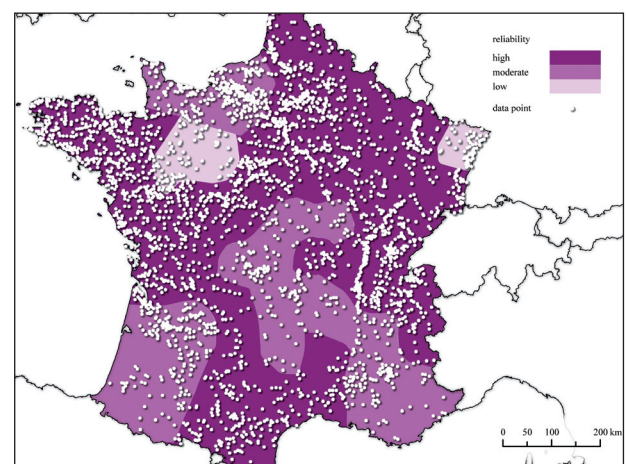 reliability
high
moderate
low
data point
0 50 100 200 km